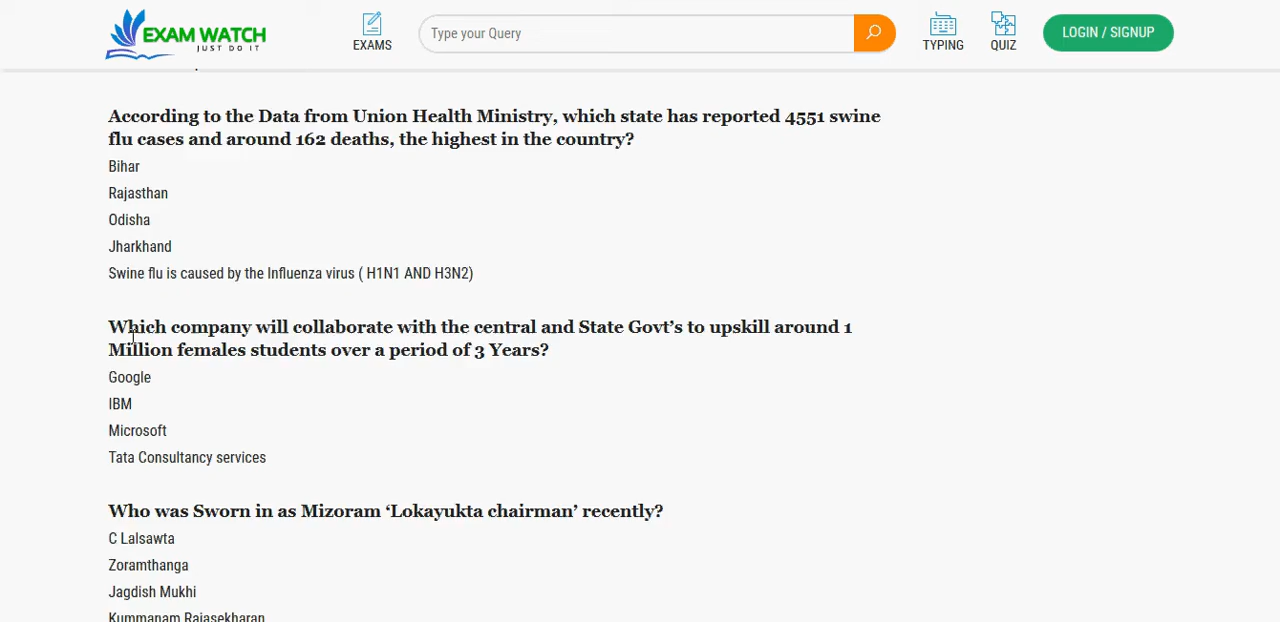 EXAM WATCH
JUST DO IT
EXAMS
Type your Query
TYPING
QUIZ
LOGIN / SIGNUP
According to the Data from Union Health Ministry, which state has reported 4551 swine
flu cases and around 162 deaths, the highest in the country?
Bihar
Rajasthan
Odisha
Jharkhand
Swine flu is caused by the Influenza virus ( H1N1 AND H3N2)
Which company will collaborate with the central and State Govt’s to upskill around 1
Million females students over a period of 3 Years?
Google
IBM
Microsoft
Tata Consultancy services
Who was Sworn in as Mizoram ‘Lokayukta chairman’ recently?
C Lalsawta
Zoramthanga
Jagdish Mukhi
Kummanam Rajasekharan